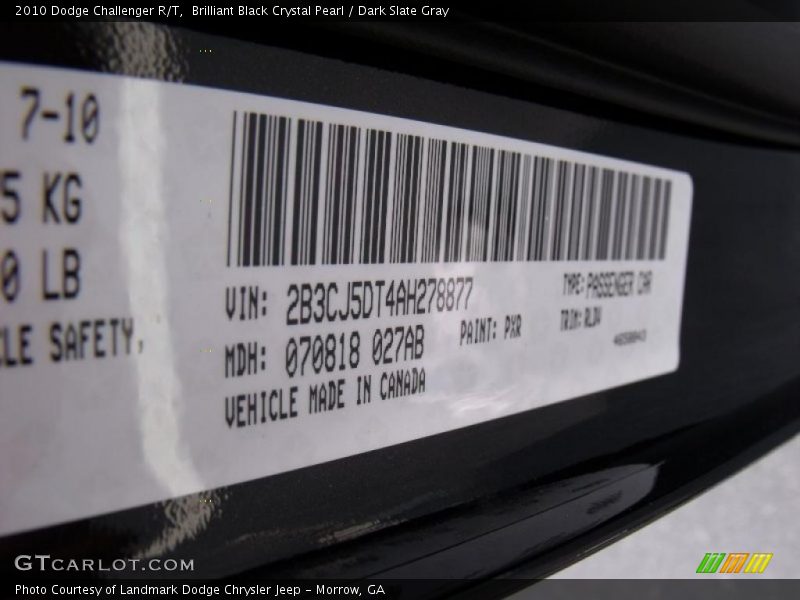 2010 Dodge Challenger R/T,  Brilliant Black Crystal Pearl / Dark Slate Gray
7-10
5 KG
0 LB
LE SAFETY,
VIN: 2B3CJ5DT4AH278877
TYPE: PASSENGER CAR
MDH: 070818 027AB
PAINT: PXR
TRIM:
VEHICLE MADE IN CANADA
GTCARLOT.COM
Photo Courtesy of Landmark Dodge Chrysler Jeep - Morrow, GA